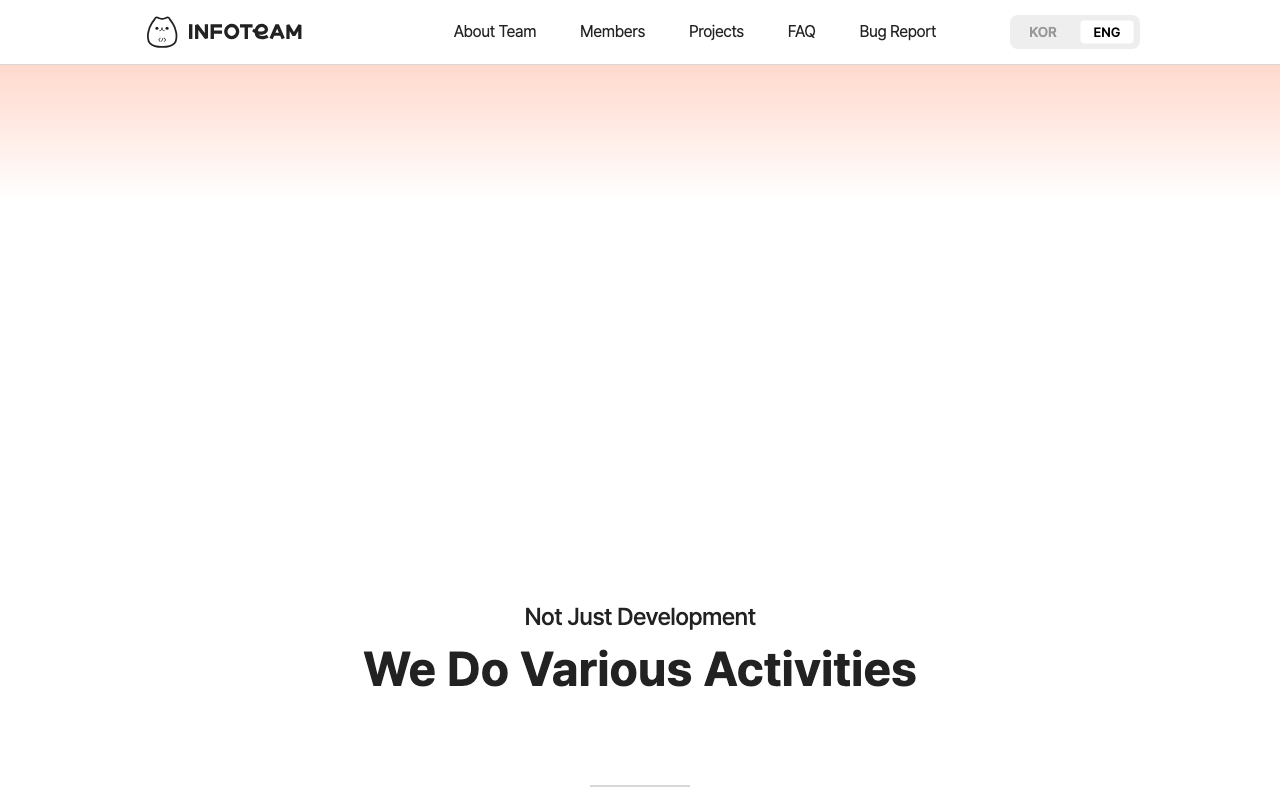 INFOTEAM
About Team
Members
Projects
FAQ
Bug Report
KOR
ENG
Not Just Development
We Do Various Activities